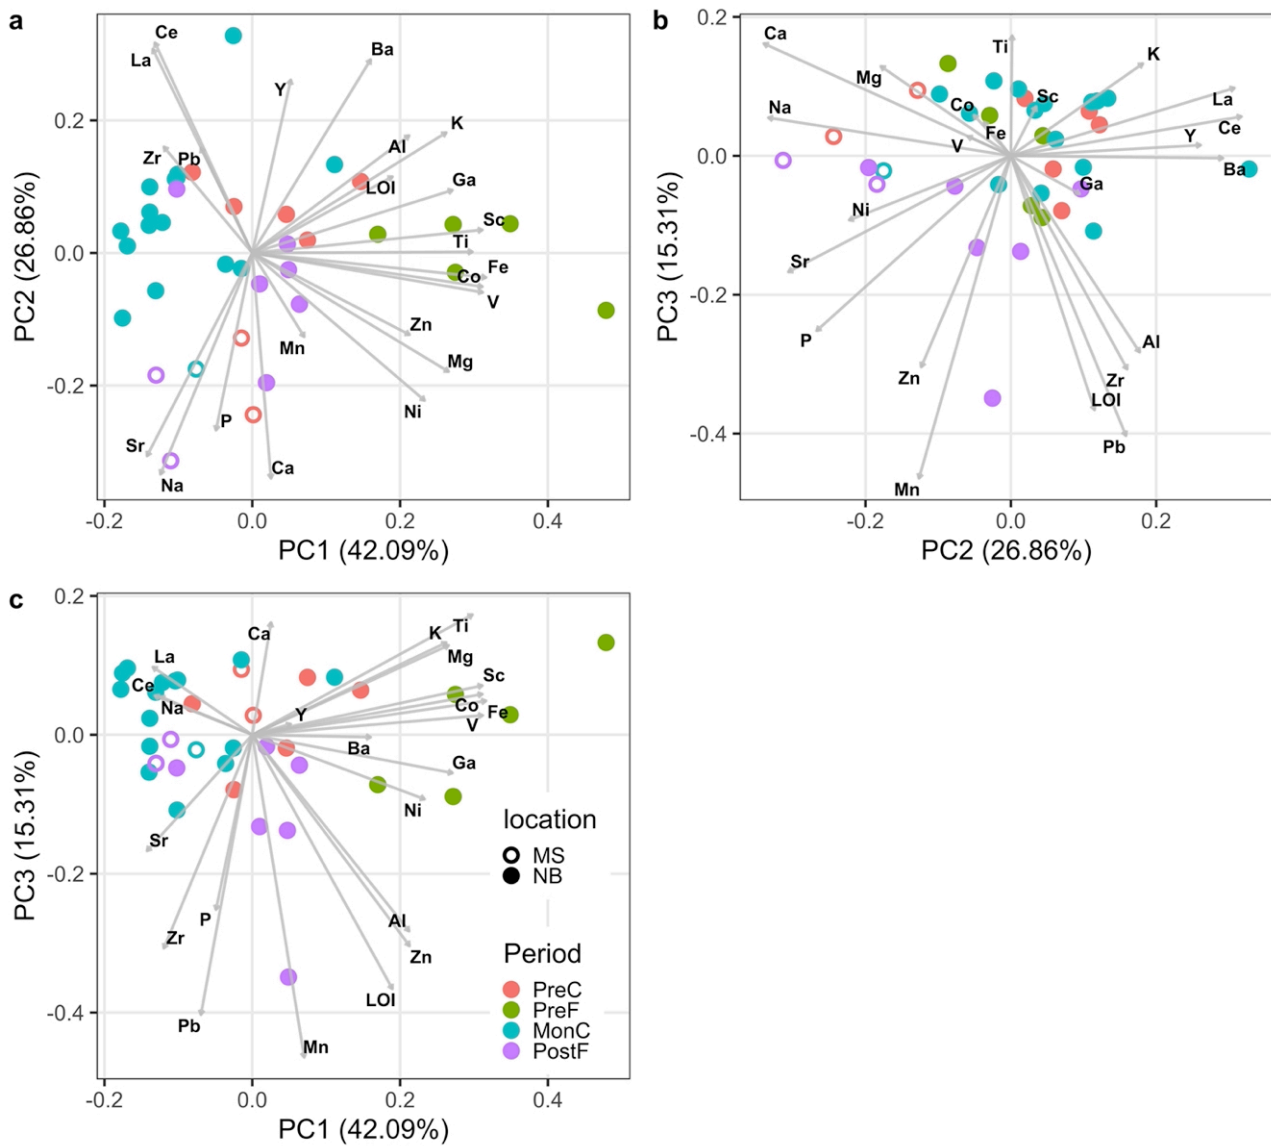 a
Ce
La
Ba
Y
K
Al
Zr
Pb
LOI
Ga
Sc
Ti
Fe
Co
V
Zn
Mn
Mg
Ni
P
Sr
Na
Ca
0.2
0.0
-0.2
PC2 (26.86%)
-0.2
0.0
0.2
0.4
PC1 (42.09%)
b
Ca
Ti
K
Mg
Na
Co
Sc
La
Ce
Fe
Y
V
Ba
Ga
Ni
Sr
P
Al
Zn
Zr
LOI
Pb
Mn
0.2
0.0
-0.2
-0.4
PC3 (15.31%)
-0.2
0.0
0.2
PC2 (26.86%)
c
Ca
K
Ti
La
Mg
Ce
Sc
Na
Co
Fe
Y
V
Ba
Ga
Ni
Sr
P
Al
Zr
Zn
LOI
Pb
Mn
0.2
0.0
-0.2
-0.4
PC3 (15.31%)
-0.2
0.0
0.2
0.4
PC1 (42.09%)
location
MS
NB
Period
PreC
PreF
MonC
PostF